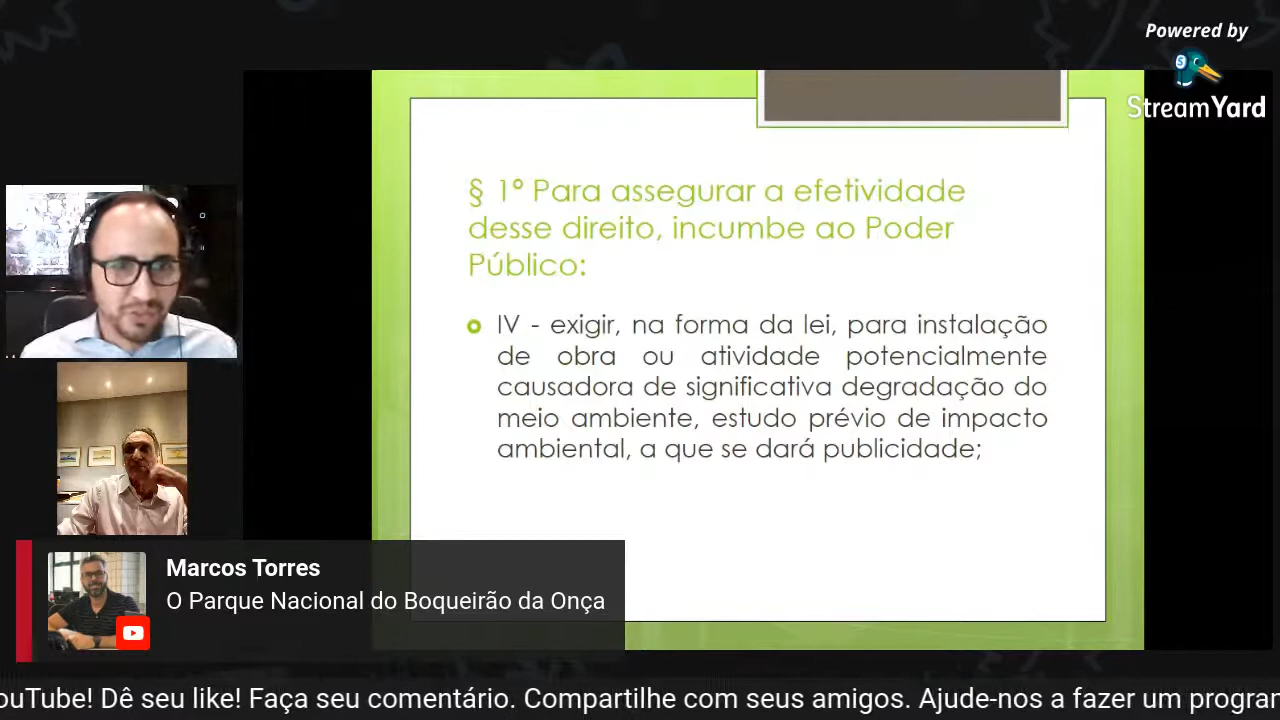 Powered by
StreamYard
§ 1º Para assegurar a efetividade
desse direito, incumbe ao Poder
Público:
IV - exigir, na forma da lei, para instalação
de obra ou atividade potencialmente
causadora de significativa degradação do
meio ambiente, estudo prévio de impacto
ambiental, a que se dará publicidade;
Marcos Torres
O Parque Nacional do Boqueirão da Onça
ouTube! Dê seu like! Faça seu comentário. Compartilhe com seus amigos. Ajude-nos a fazer um program